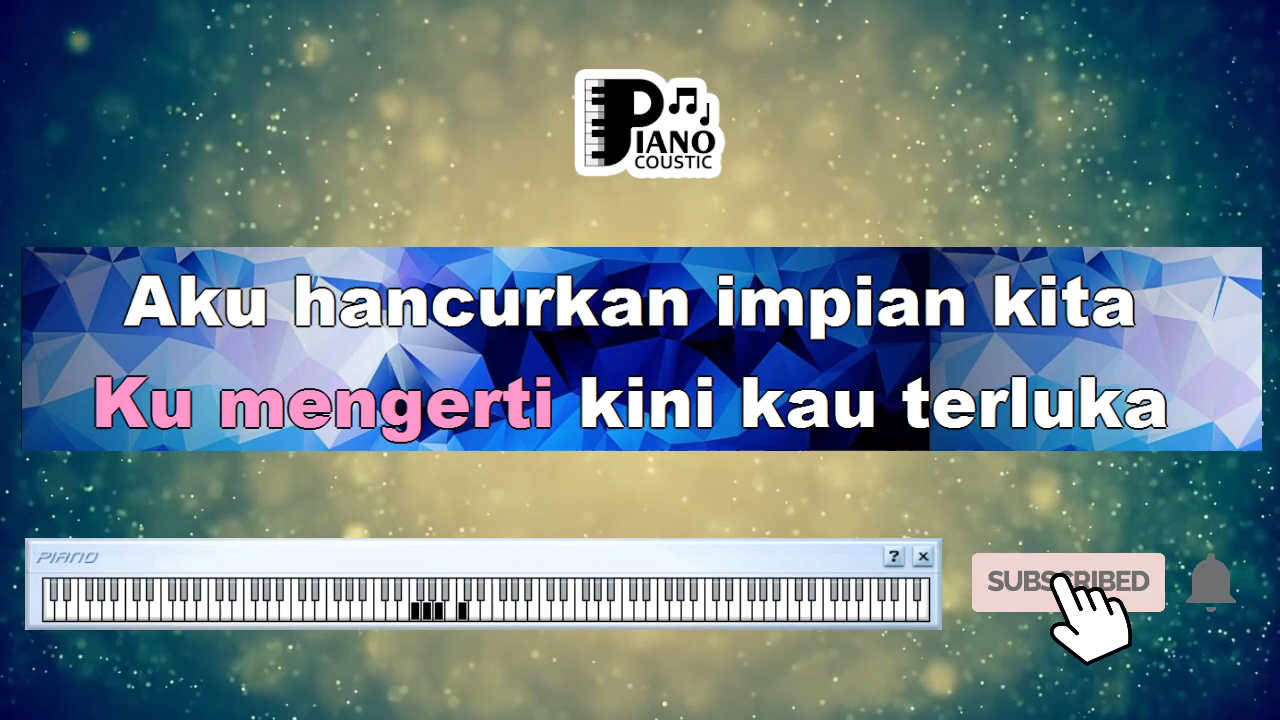 PIANO
COUSTIC
Aku hancurkan impian kita
Ku mengerti kini kau terluka
PIANO
? ×
SUBSCRIBED